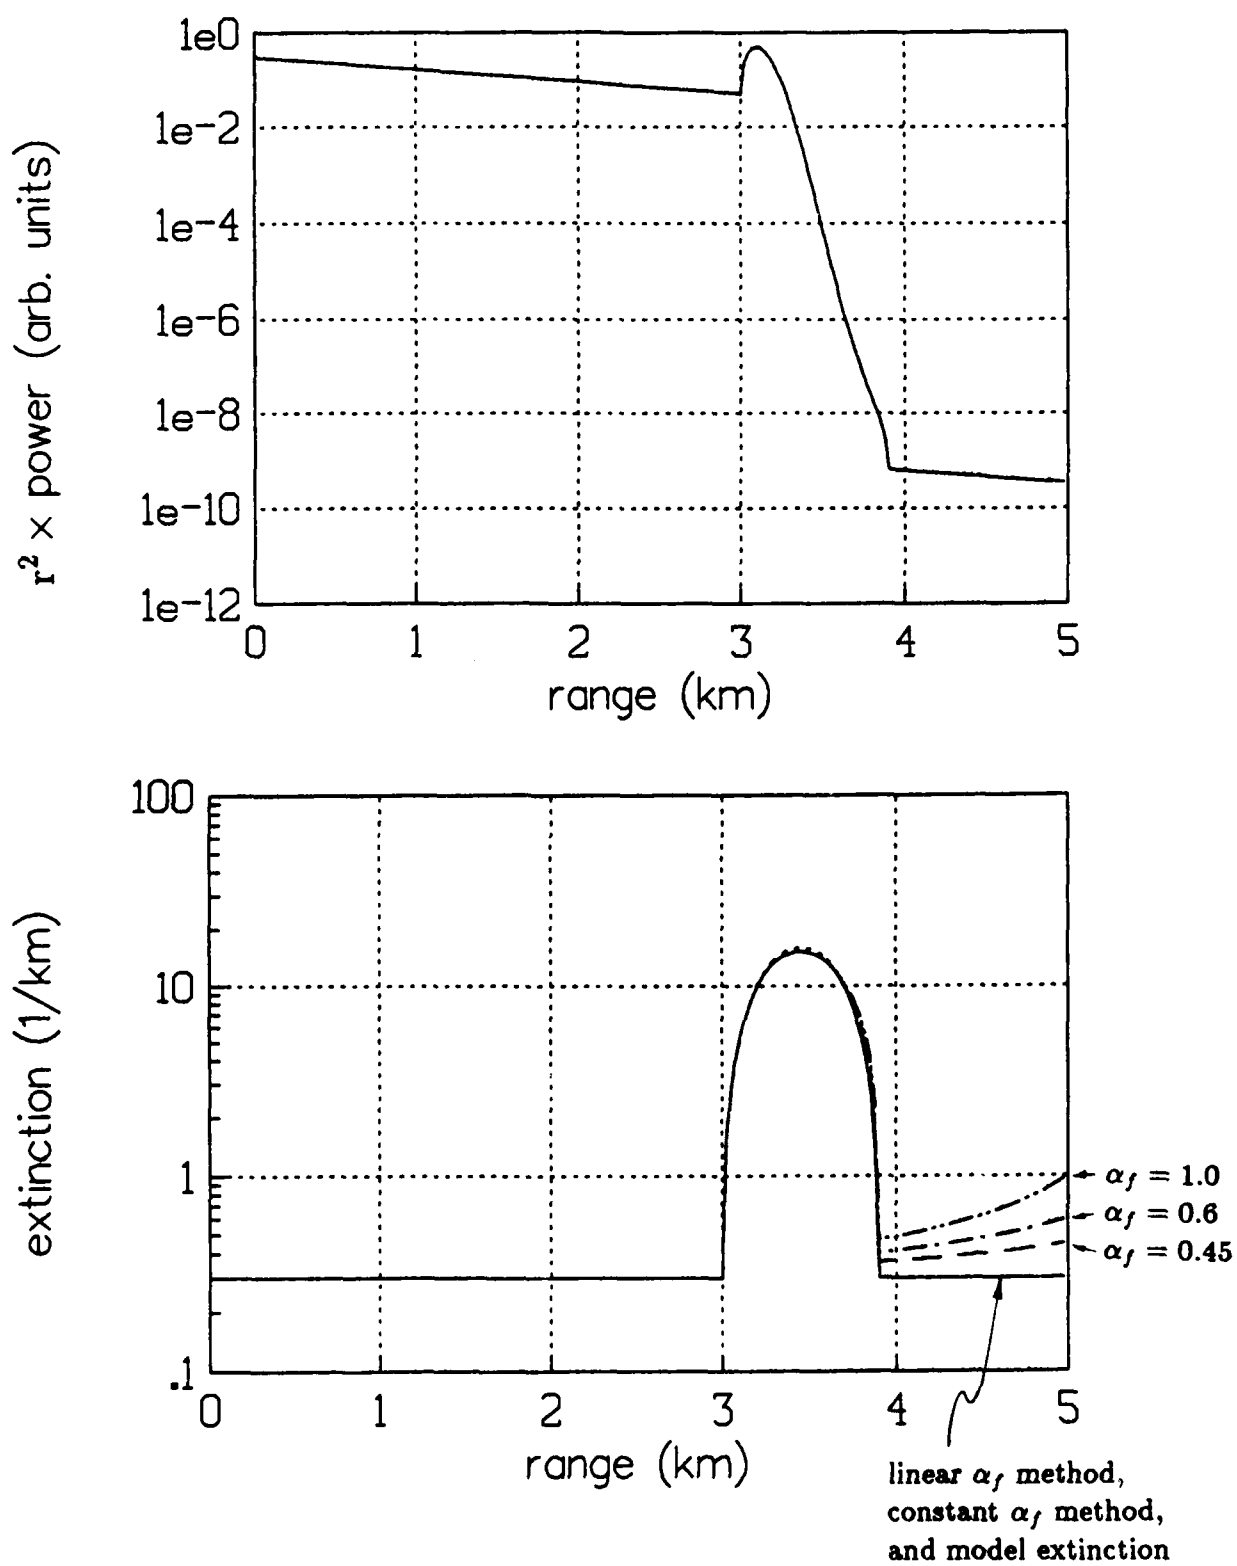 r² × power (arb. units)
1e0
1e-2
1e-4
1e-6
1e-8
1e-10
1e-12
0 1 2 3 4 5
range (km)
extinction (1/km)
100
10
1
.1
0 1 2 3 4 5
range (km)
α_f = 1.0
α_f = 0.6
α_f = 0.45
linear α_f method,
constant α_f method,
and model extinction